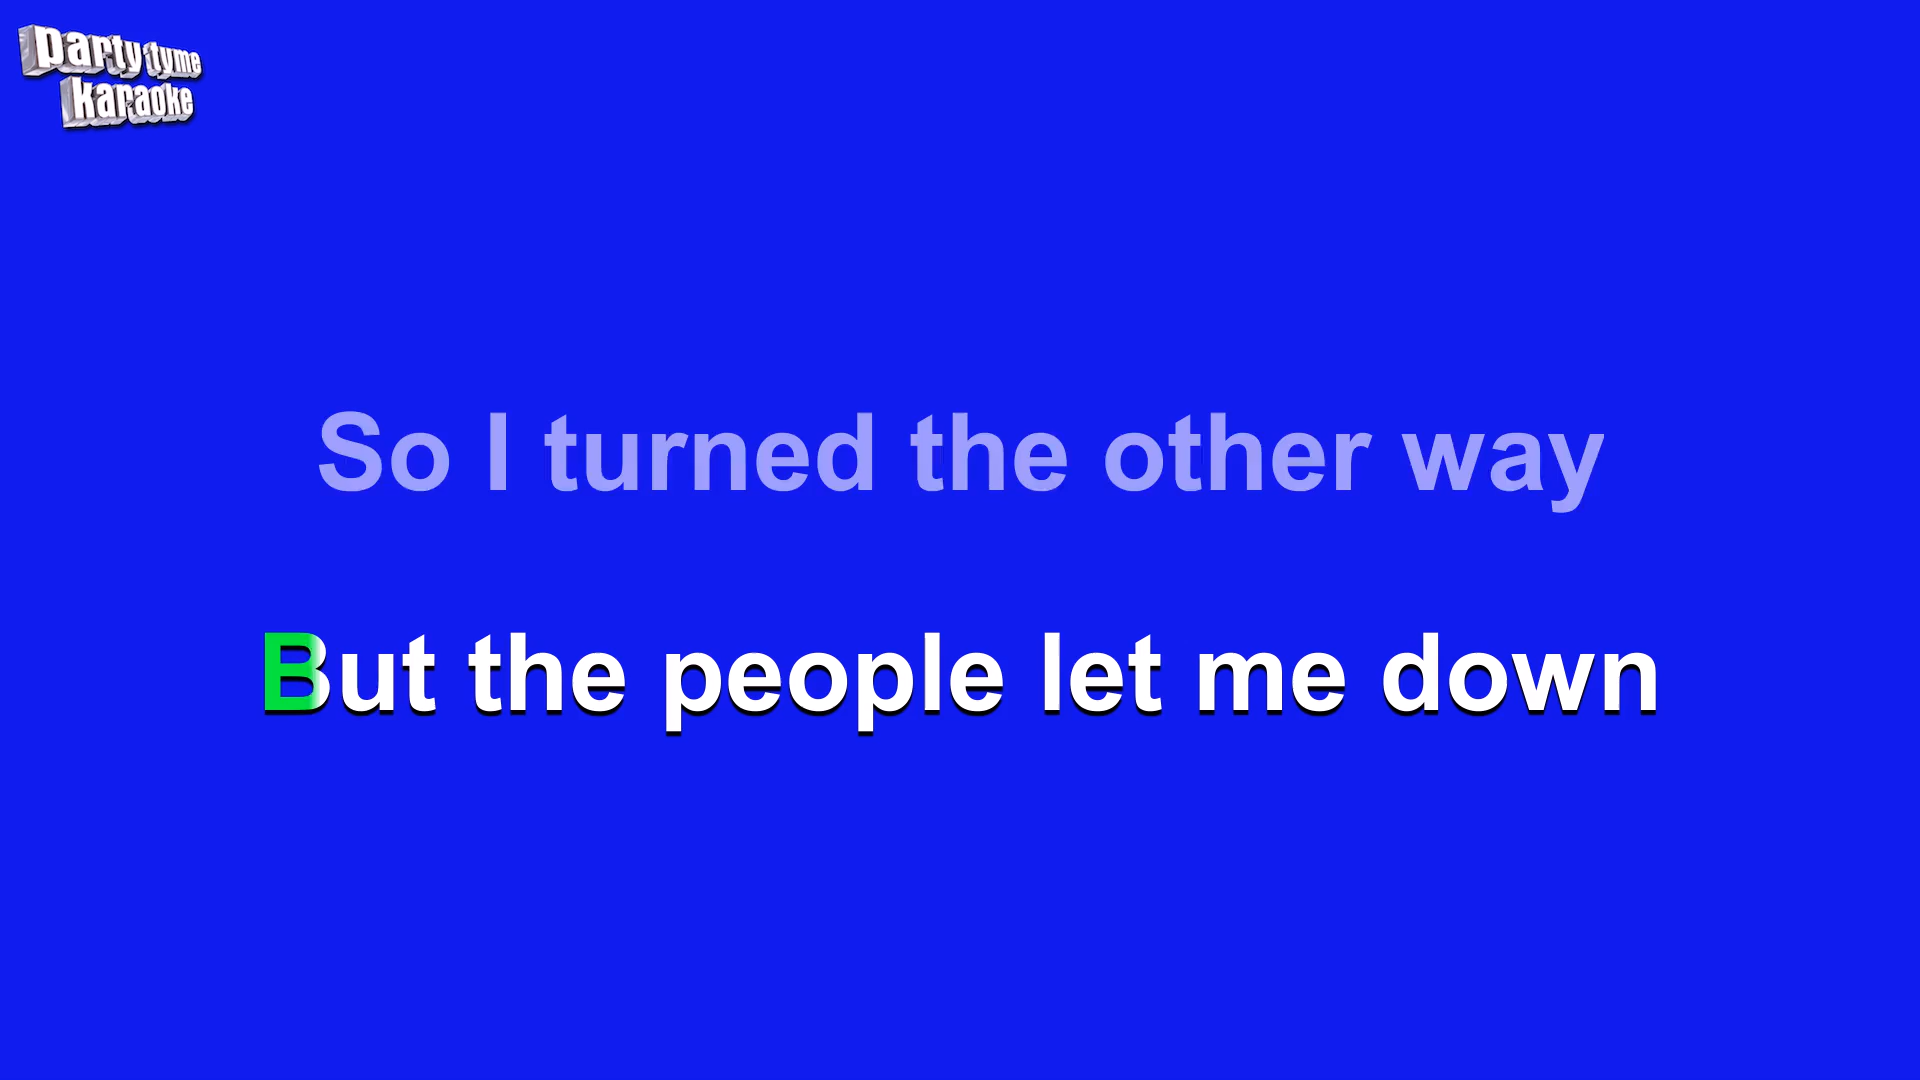 party tyme
karaoke
So I turned the other way
But the people let me down